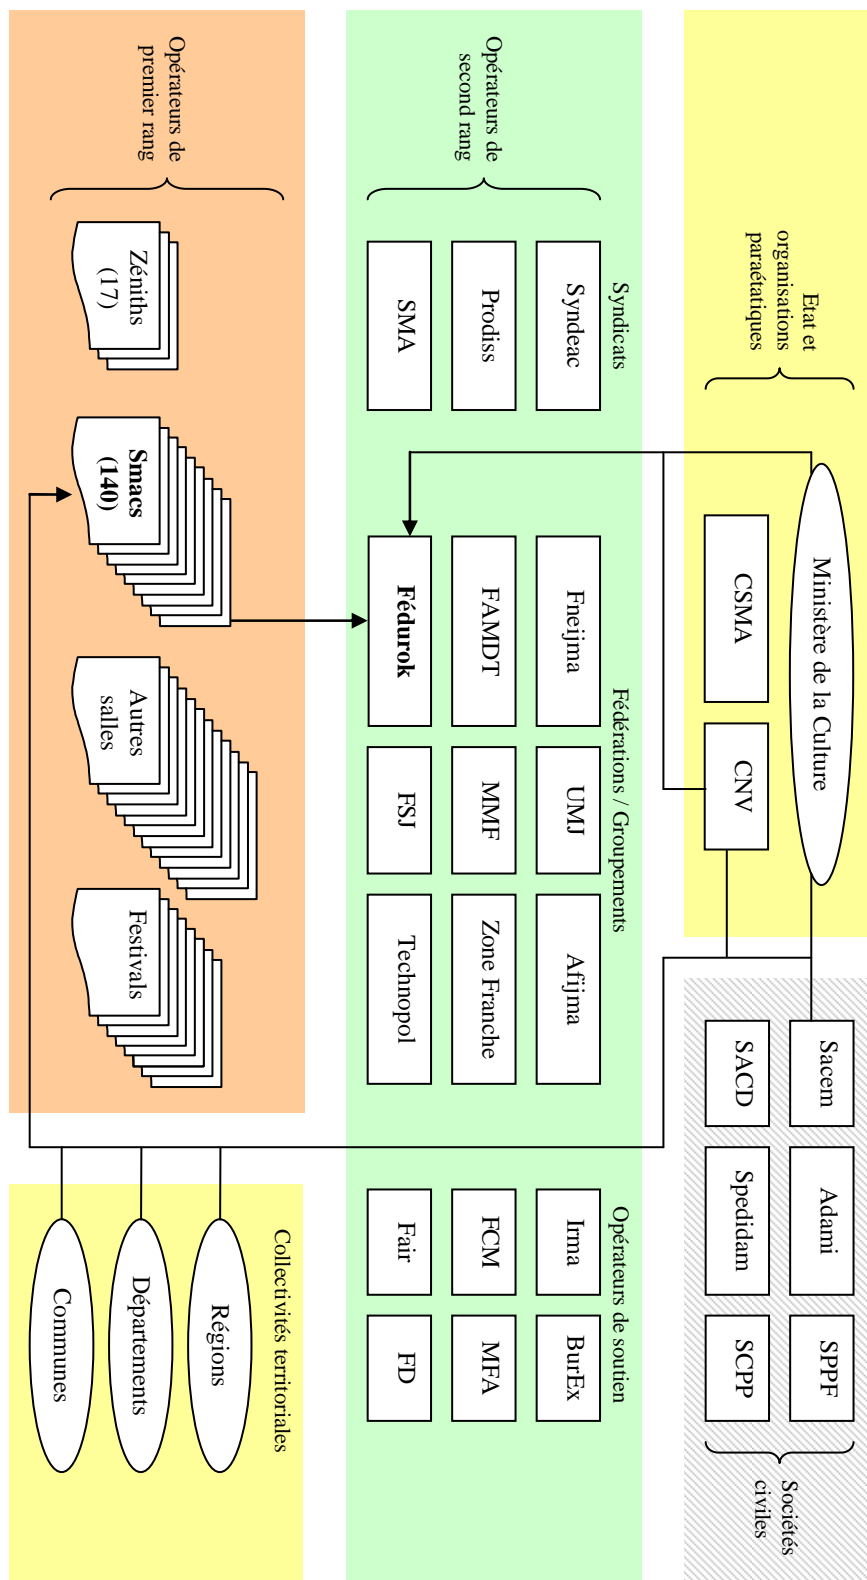 Etat et
organisations
paraétatiques
Ministère de la Culture
CSMA
CNV
Sacem
Adami
SPPF
SACD
Spedidam
SCPP
Sociétés
civiles
Opérateurs de
second rang
Syndicats
Syndeac
Prodiss
SMA
Fédérations / Groupements
Fneijma
UMJ
Afijma
FAMDT
MMF
Zone Franche
Fédurok
FSJ
Technopol
Opérateurs de soutien
Irma
BurEx
FCM
MFA
Fair
FD
Opérateurs de
premier rang
Zéniths
(17)
Smacs
(140)
Autres
salles
Festivals
Collectivités territoriales
Régions
Départements
Communes